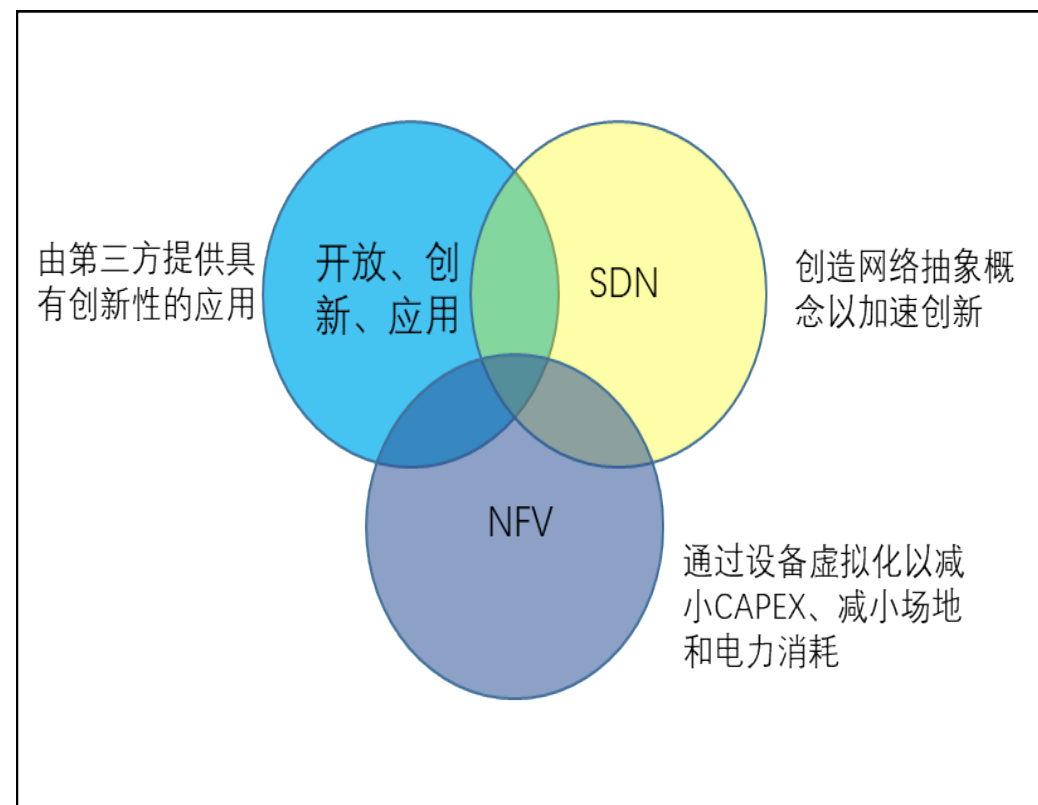 由第三方提供具
有创新性的应用
开放、创
新、应用
SDN
创造网络抽象概
念以加速创新
NFV
通过设备虚拟化以减
小CAPEX、减小场地
和电力消耗